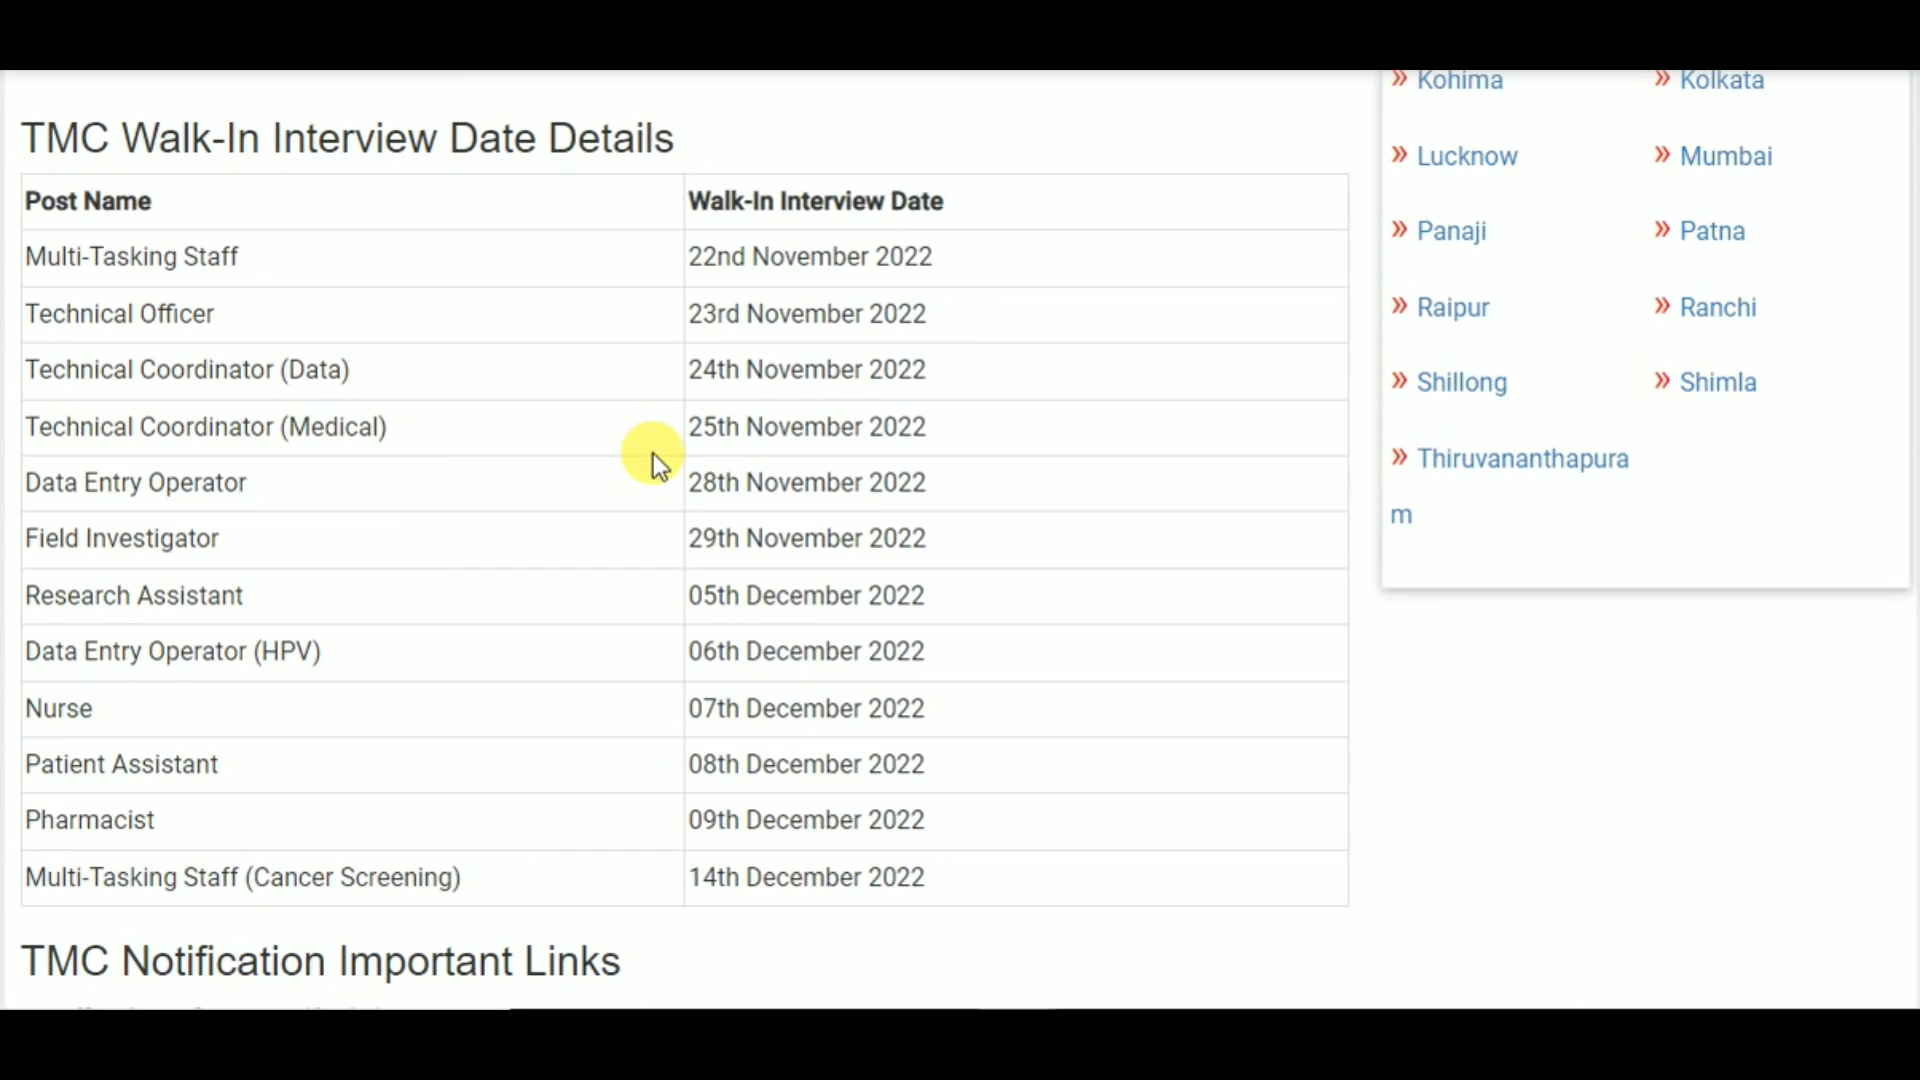 TMC Walk-In Interview Date Details
Post Name Walk-In Interview Date
Multi-Tasking Staff 22nd November 2022
Technical Officer 23rd November 2022
Technical Coordinator (Data) 24th November 2022
Technical Coordinator (Medical) 25th November 2022
Data Entry Operator 28th November 2022
Field Investigator 29th November 2022
Research Assistant 05th December 2022
Data Entry Operator (HPV) 06th December 2022
Nurse 07th December 2022
Patient Assistant 08th December 2022
Pharmacist 09th December 2022
Multi-Tasking Staff (Cancer Screening) 14th December 2022
TMC Notification Important Links
» Kohima » Kolkata
» Lucknow » Mumbai
» Panaji » Patna
» Raipur » Ranchi
» Shillong » Shimla
» Thiruvananthapura
m